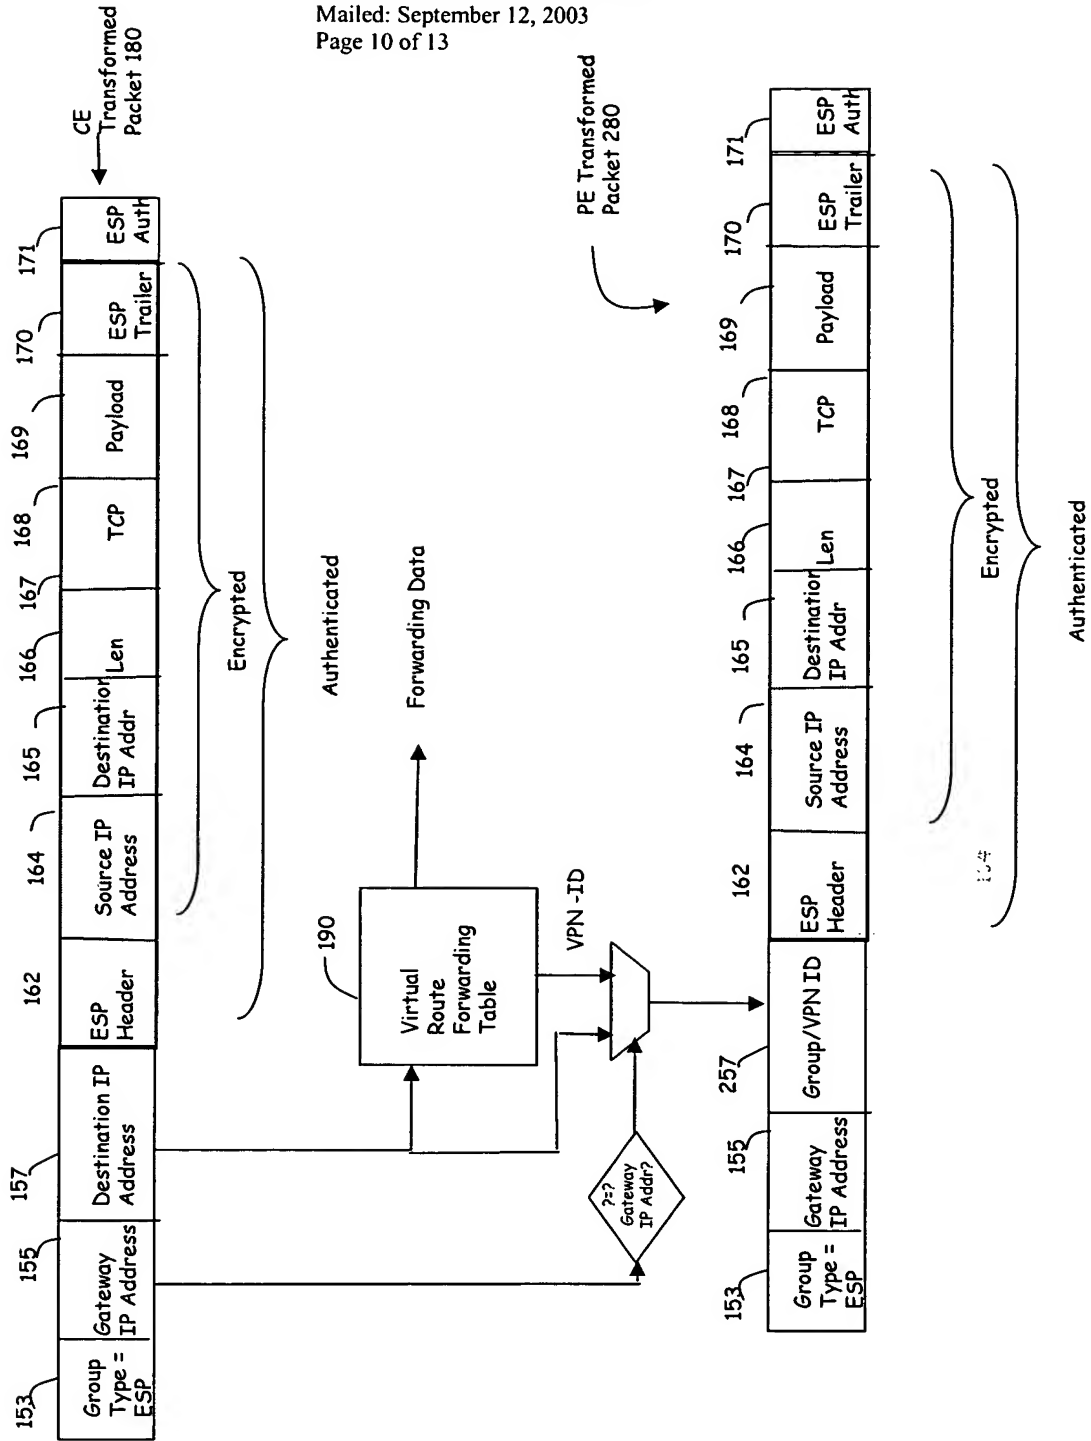 Mailed: September 12, 2003
Page 10 of 13
CE
Transformed
Packet 180
153
155
157
162
164
165
166
167
168
169
170
171
Group
Type =
ESP
Gateway
IP Address
Destination IP
Address
ESP
Header
Source IP
Address
Destination
IP Addr
Len
TCP
Payload
ESP
Trailer
ESP
Auth
Encrypted
Authenticated
190
Virtual
Route
Forwarding
Table
Forwarding Data
VPN-ID
?=?
Gateway
IP Addr?
PE Transformed
Packet 280
153
155
257
162
164
165
166
167
168
169
170
171
Group
Type =
ESP
Gateway
IP Address
Group/VPN ID
ESP
Header
Source IP
Address
Destination
IP Addr
Len
TCP
Payload
ESP
Trailer
ESP
Auth
Encrypted
Authenticated